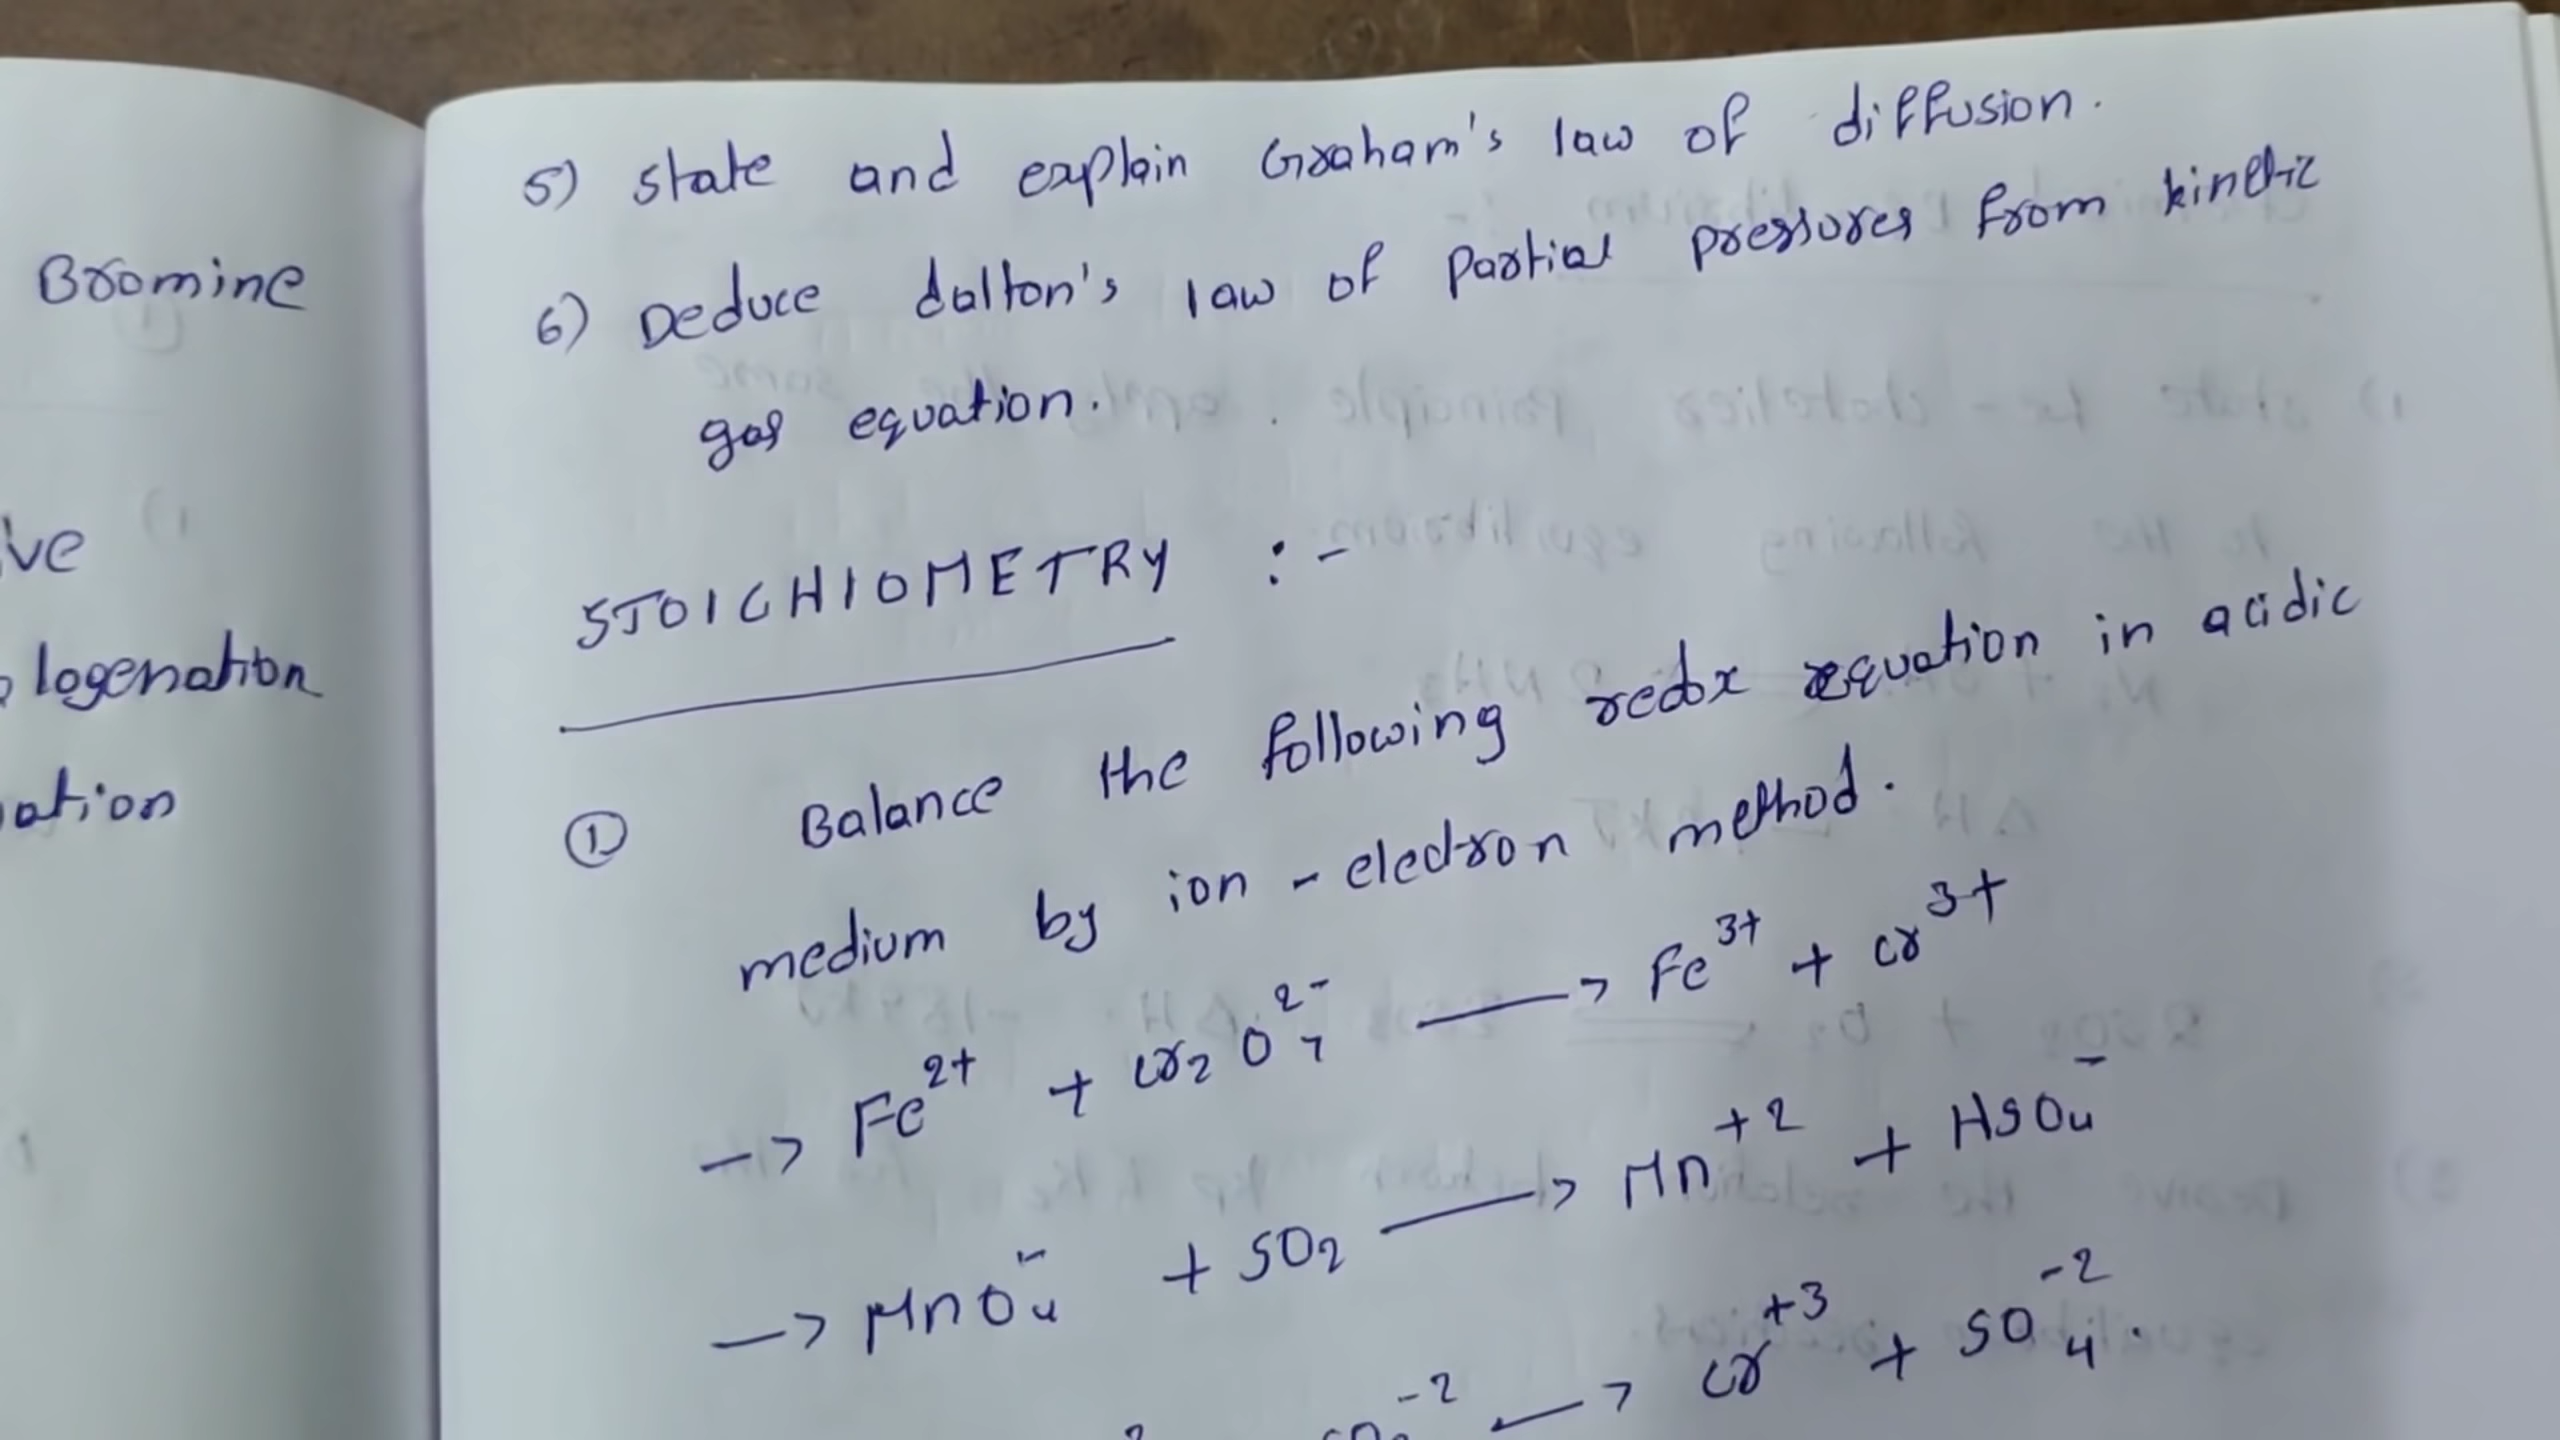 Bromine
ve
logenation
ation
5) state and explain Graham's law of diffusion.
6) Deduce dalton's law of Partial pressures from kinetic
gas equation.
STOICHIOMETRY :-
① Balance the following redox equation in acidic
medium by ion-electron method.
-> Fe²⁺ + Cr₂O₇²⁻ → Fe³⁺ + Cr³⁺
-> MnO₄⁻ + SO₂ → Mn⁺² + HSO₄⁻
⁻² → Cr⁺³ + SO₄⁻².